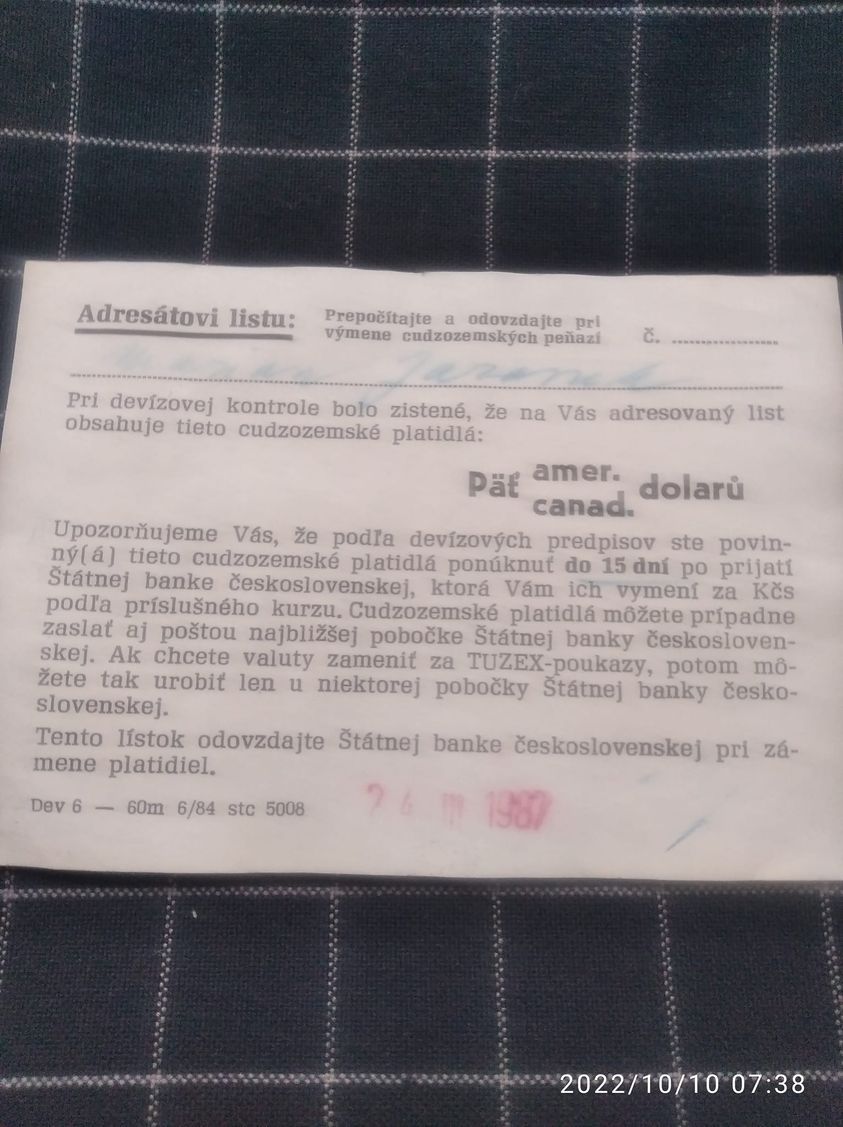 Adresátovi listu:
Prepočítajte a odovzdajte pri
výmene cudzozemských peňazí
č. ....................
Pri devízovej kontrole bolo zistené, že na Vás adresovaný list
obsahuje tieto cudzozemské platidlá:
Päť amer. dolarů
canad.
Upozorňujeme Vás, že podľa devízových predpisov ste povin-
ný(á) tieto cudzozemské platidlá ponúknuť do 15 dní po prijatí
Štátnej banke československej, ktorá Vám ich vymení za Kčs
podľa príslušného kurzu. Cudzozemské platidlá môžete prípadne
zaslať aj poštou najbližšej pobočke Štátnej banky českosloven-
skej. Ak chcete valuty zameniť za TUZEX-poukazy, potom mô-
žete tak urobiť len u niektorej pobočky Štátnej banky česko-
slovenskej.
Tento lístok odovzdajte Štátnej banke československej pri zá-
mene platidiel.
Dev 6 — 60m 6/84 stc 5008
1987
2022/10/10 07:38